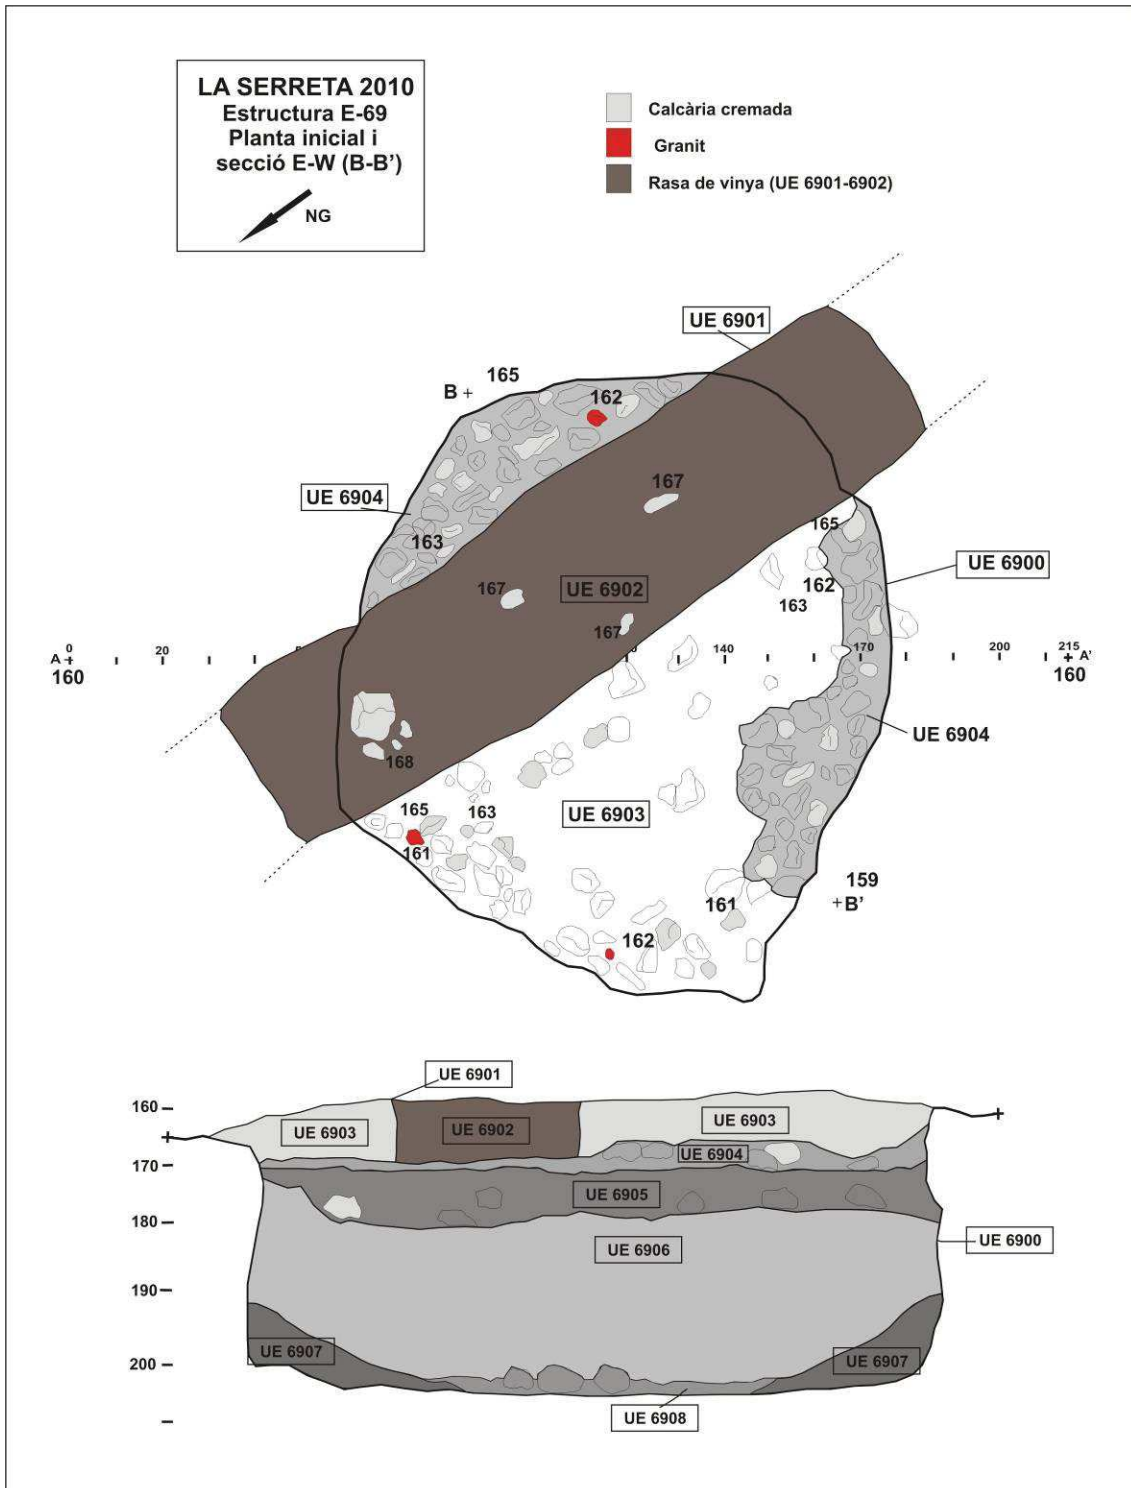 LA SERRETA 2010
Estructura E-69
Planta inicial i
secció E-W (B-B’)
NG
Calcària cremada
Granit
Rasa de vinya (UE 6901-6902)
UE 6901
165
B +
162
167
UE 6904
163
165
UE 6900
162
163
167
UE 6902
167
0
20
140
170
200
215
A +
+ A’
160
160
168
UE 6904
165
163
UE 6903
161
159
+B’
161
162
UE 6901
160
UE 6903
UE 6902
UE 6903
UE 6904
170
UE 6905
180
UE 6906
UE 6900
190
UE 6907
UE 6907
200
UE 6908